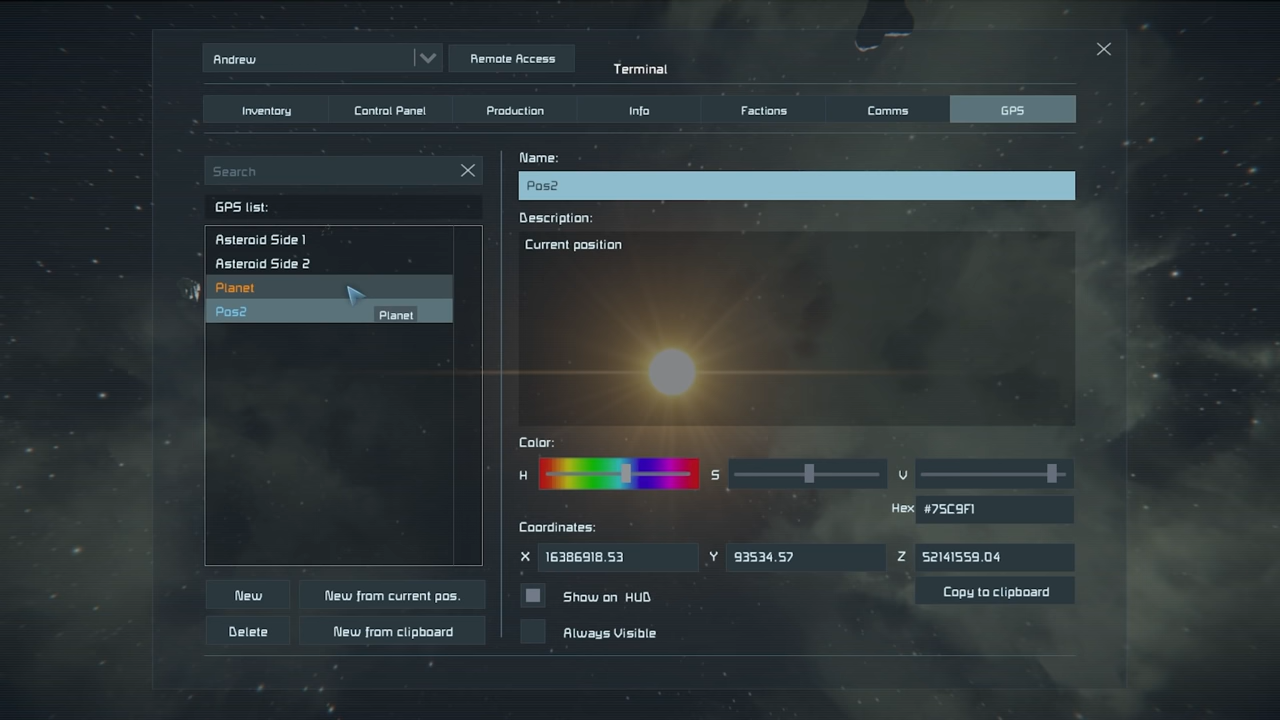 Andrew
Remote Access
Terminal
Inventory
Control Panel
Production
Info
Factions
Comms
GPS
Search
GPS list:
Asteroid Side 1
Asteroid Side 2
Planet
Pos2
Planet
Name:
Pos2
Description:
Current position
Color:
H
S
V
Hex #75C9F1
Coordinates:
X 16386918.53
Y 93534.57
Z 52141559.04
Show on HUD
Copy to clipboard
Always Visible
New
New from current pos.
Delete
New from clipboard